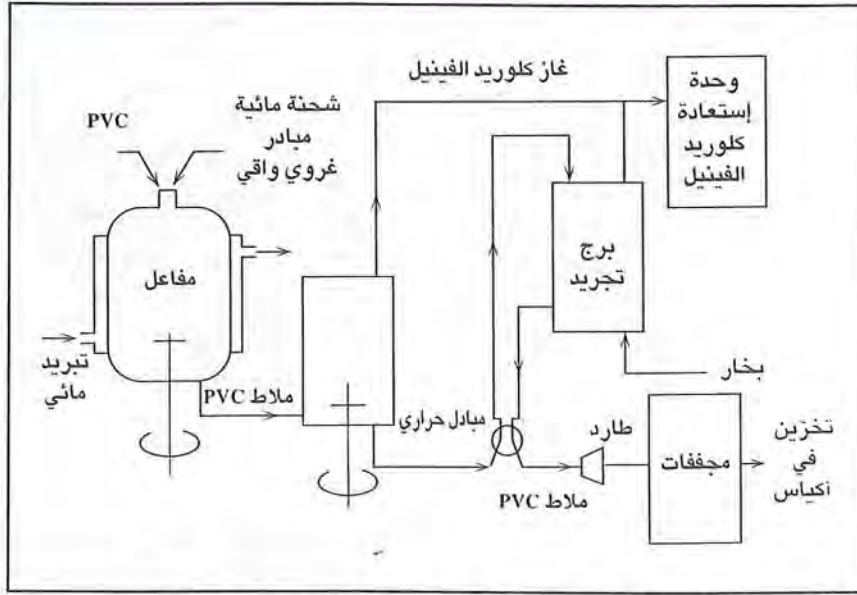 غاز كلوريد الفينيل
وحدة
إستعادة
كلوريد
الفينيل
شحنة مائية
مبادر
غروي واقي
PVC
مفاعل
برج
تجريد
تبريد
مائي
ملاط PVC
بخار
مبادل حراري
طارد
مجففات
تخزين
في
أكياس
ملاط PVC